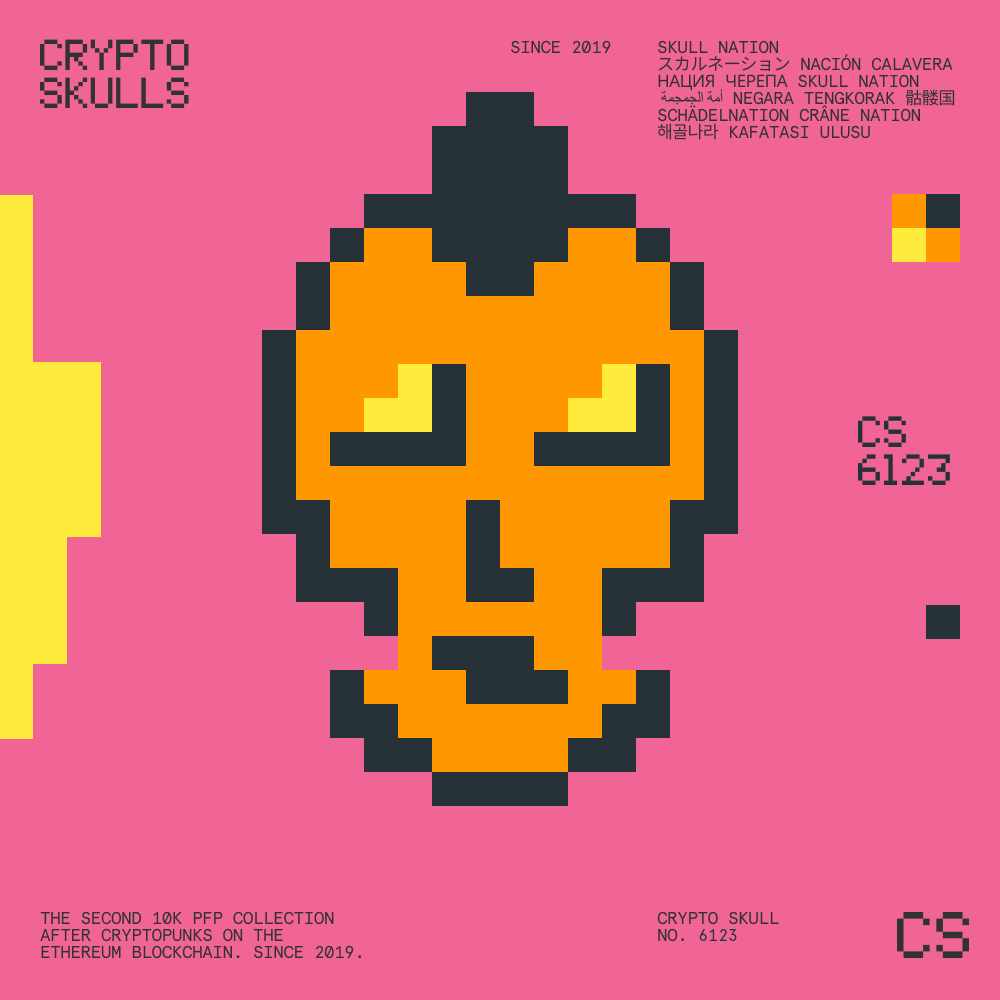 CRYPTO
SKULLS
SINCE 2019
SKULL NATION
スカルネーション NACIÓN CALAVERA
НАЦИЯ ЧЕРЕПА SKULL NATION
أمة الجمجمة NEGARA TENGKORAK 骷髅国
SCHÄDELNATION CRÂNE NATION
해골나라 KAFATASI ULUSU
CS
6123
THE SECOND 10K PFP COLLECTION
AFTER CRYPTOPUNKS ON THE
ETHEREUM BLOCKCHAIN. SINCE 2019.
CRYPTO SKULL
NO. 6123
CS